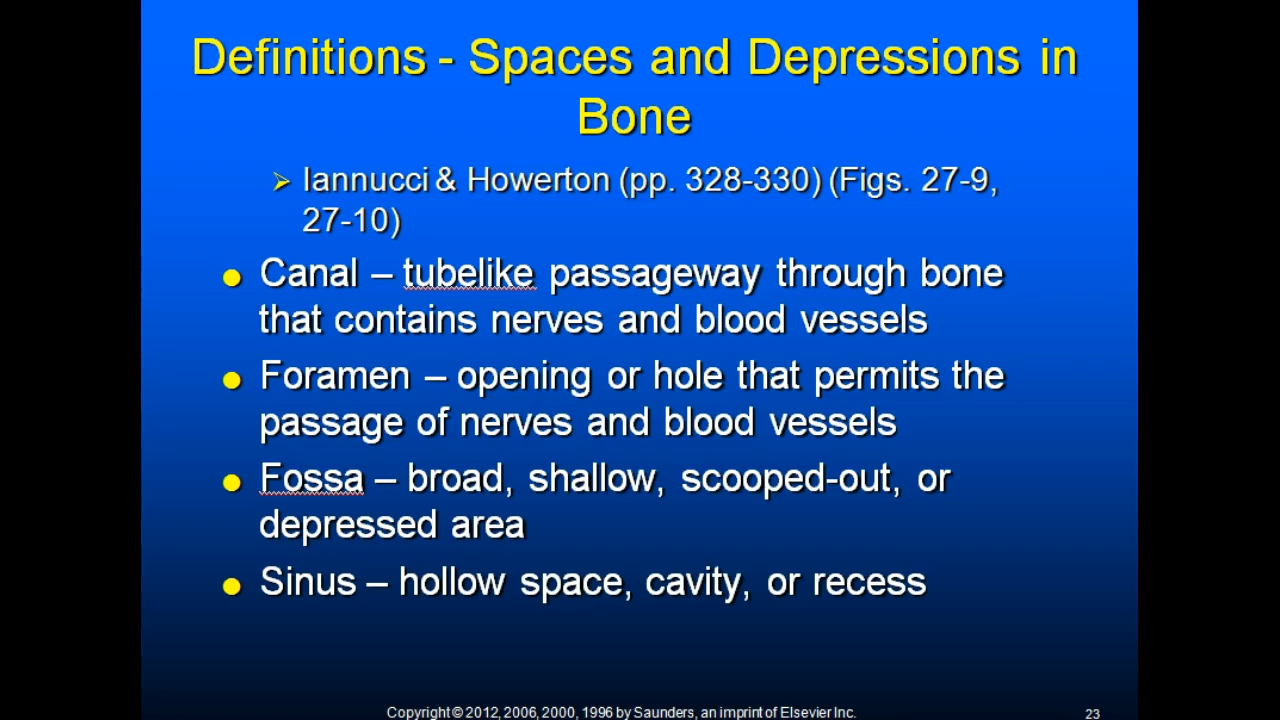 Definitions - Spaces and Depressions in
Bone
Iannucci & Howerton (pp. 328-330) (Figs. 27-9,
27-10)
Canal – tubelike passageway through bone
that contains nerves and blood vessels
Foramen – opening or hole that permits the
passage of nerves and blood vessels
Fossa – broad, shallow, scooped-out, or
depressed area
Sinus – hollow space, cavity, or recess
Copyright © 2012, 2006, 2000, 1996 by Saunders, an imprint of Elsevier Inc.
23